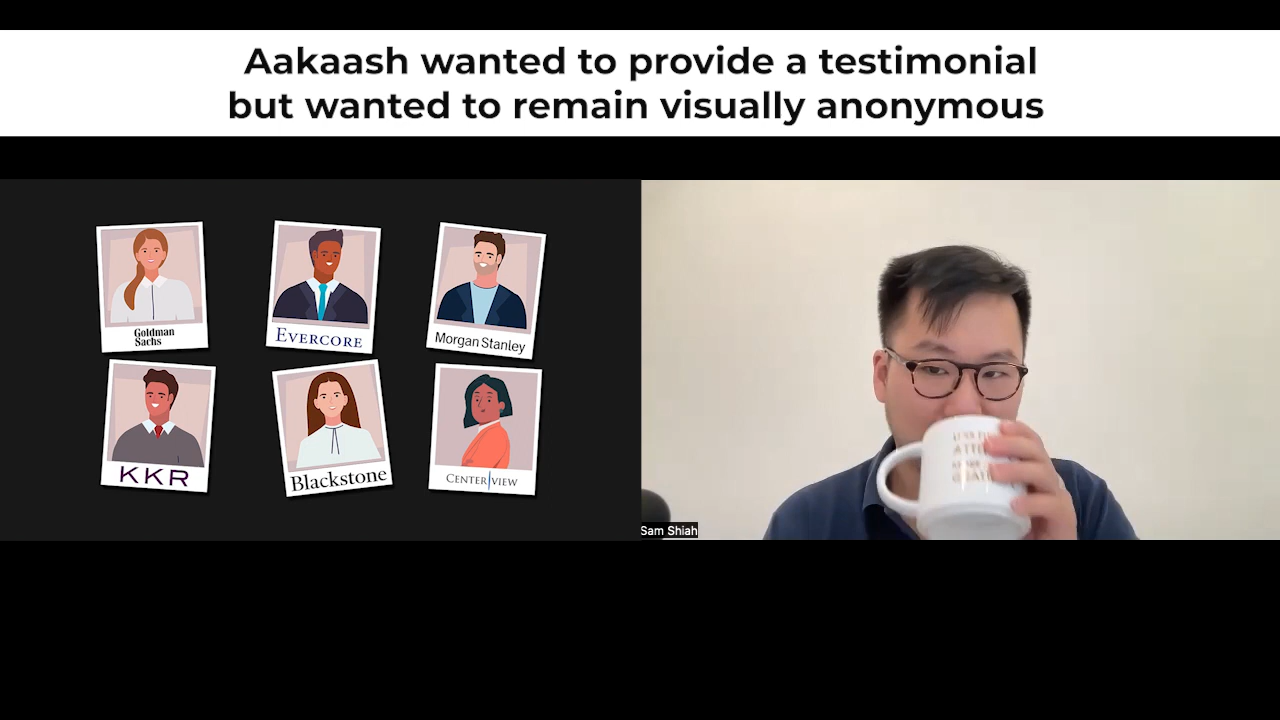 Aakaash wanted to provide a testimonial
but wanted to remain visually anonymous
Goldman
Sachs
EVERCORE
Morgan Stanley
KKR
Blackstone
CENTERVIEW
Sam Shiah